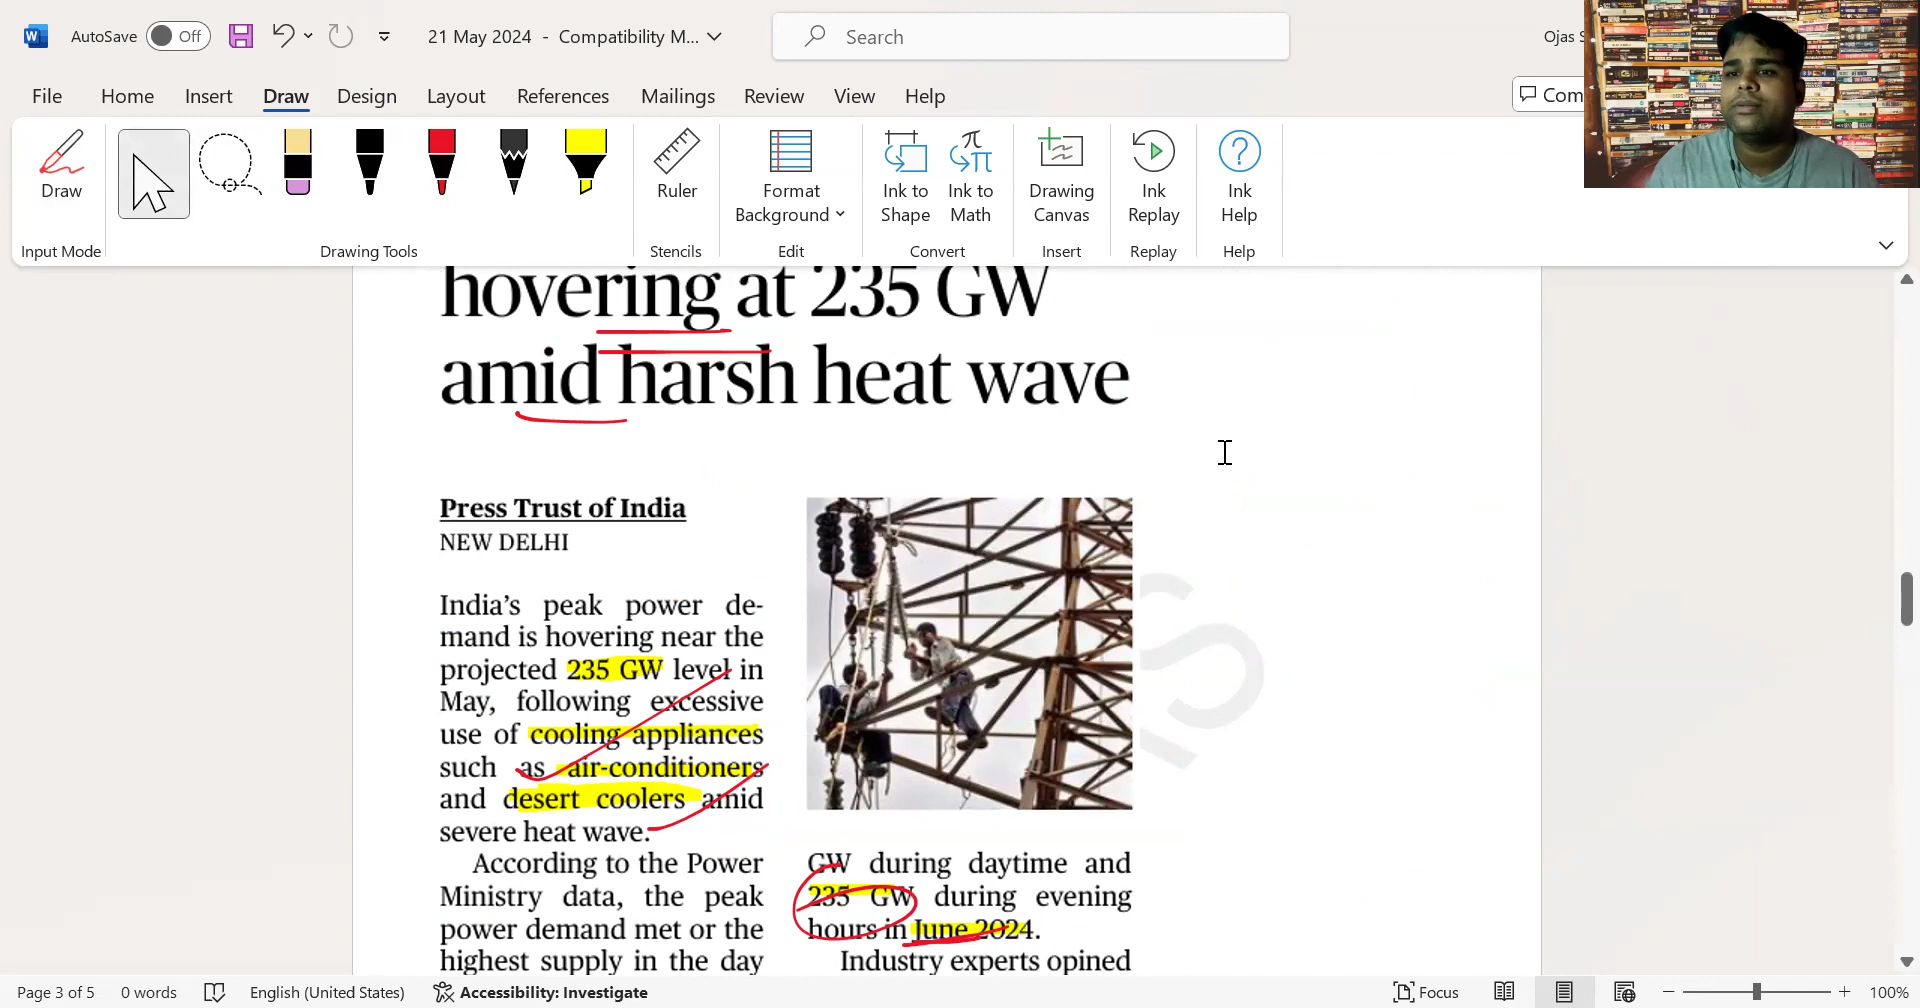 AutoSave Off 21 May 2024 - Compatibility M... Search Ojas S
File Home Insert Draw Design Layout References Mailings Review View Help Com
Draw
Ruler
Format
Background
Ink to
Shape
Ink to
Math
Drawing
Canvas
Ink
Replay
Ink
Help
Input Mode Drawing Tools Stencils Edit Convert Insert Replay Help
hovering at 235 GW
amid harsh heat wave
Press Trust of India
NEW DELHI
India's peak power de-
mand is hovering near the
projected 235 GW level in
May, following excessive
use of cooling appliances
such as air-conditioners
and desert coolers amid
severe heat wave.
According to the Power
Ministry data, the peak
power demand met or the
highest supply in the day
GW during daytime and
235 GW during evening
hours in June 2024.
Industry experts opined
Page 3 of 5 0 words English (United States) Accessibility: Investigate Focus 100%